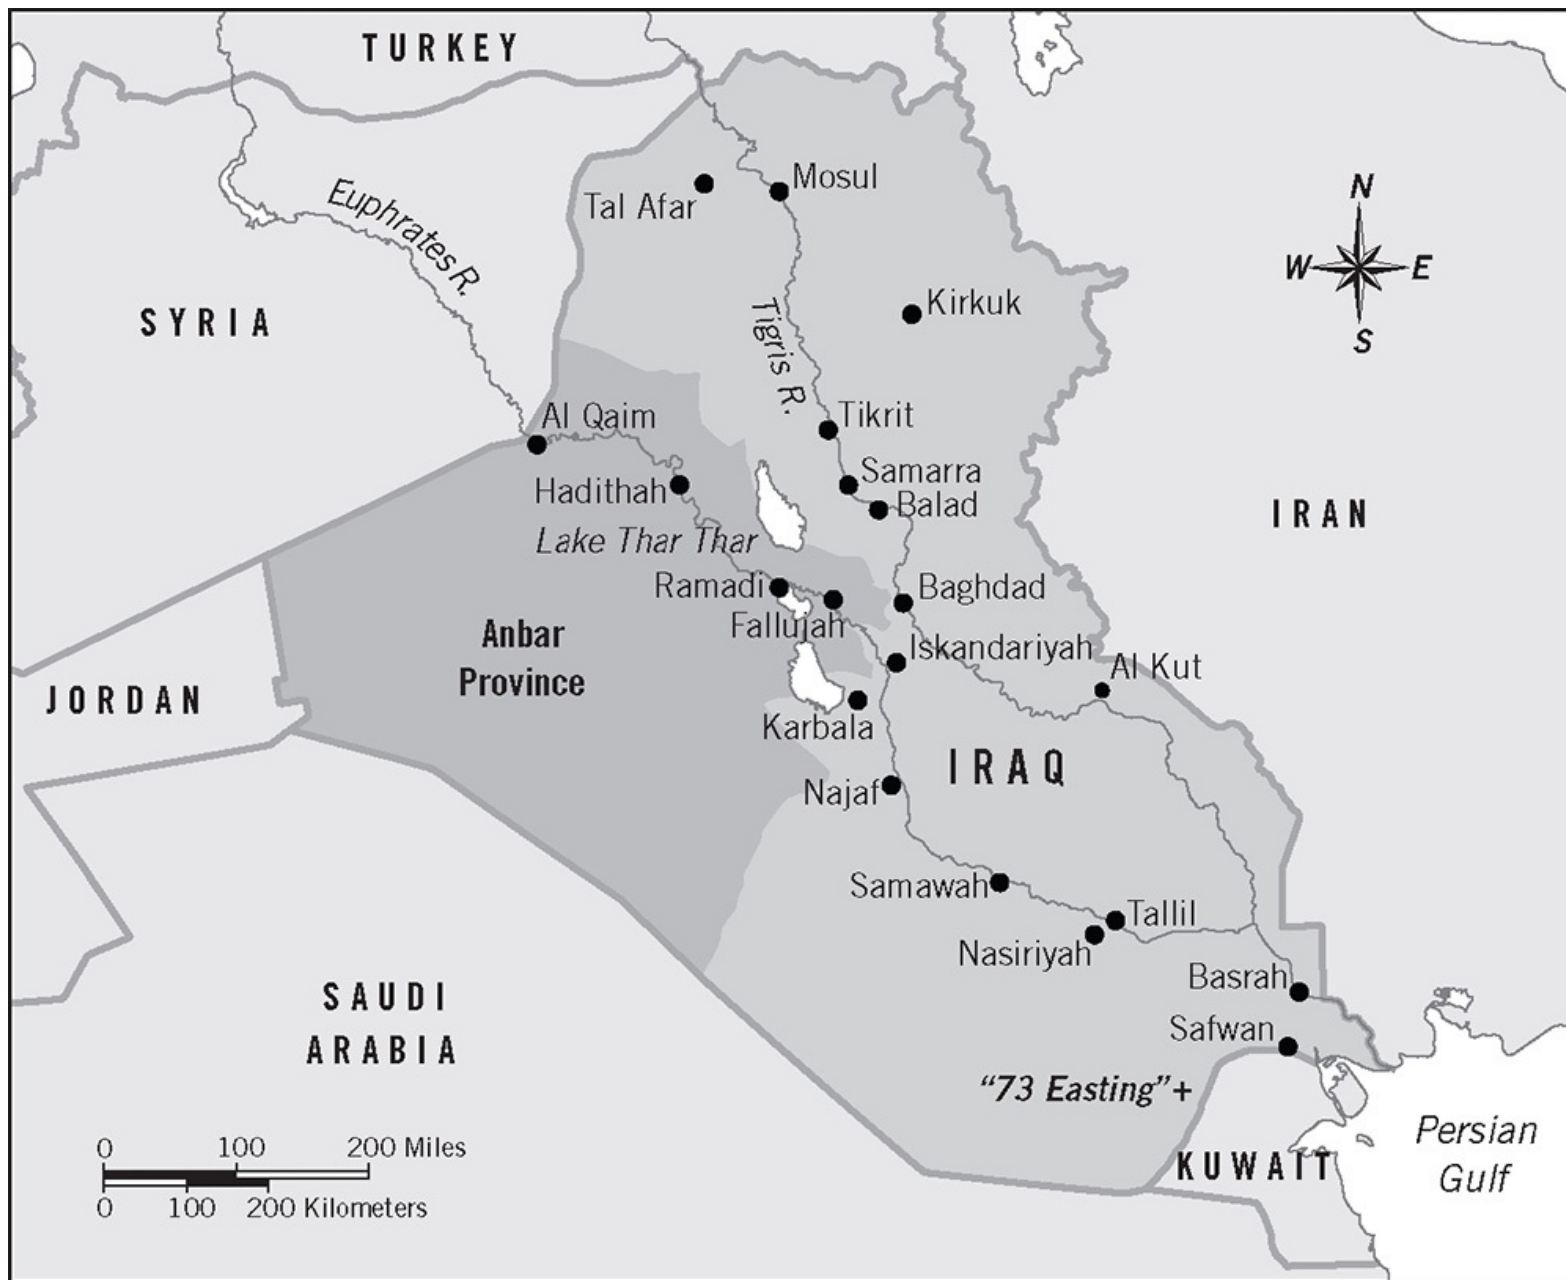 TURKEY
Mosul
Tal Afar
N
W E
S
Euphrates R.
Kirkuk
SYRIA
Tigris R.
Al Qaim
Tikrit
Samarra
Hadithah
Balad
IRAN
Lake Thar Thar
Ramadi
Baghdad
Fallujah
Anbar
Province
Iskandariyah
Al Kut
JORDAN
Karbala
IRAQ
Najaf
Samawah
Tallil
Nasiriyah
Basrah
SAUDI
ARABIA
Safwan
“73 Easting”+
Persian
Gulf
KUWAIT
0 100 200 Miles
0 100 200 Kilometers